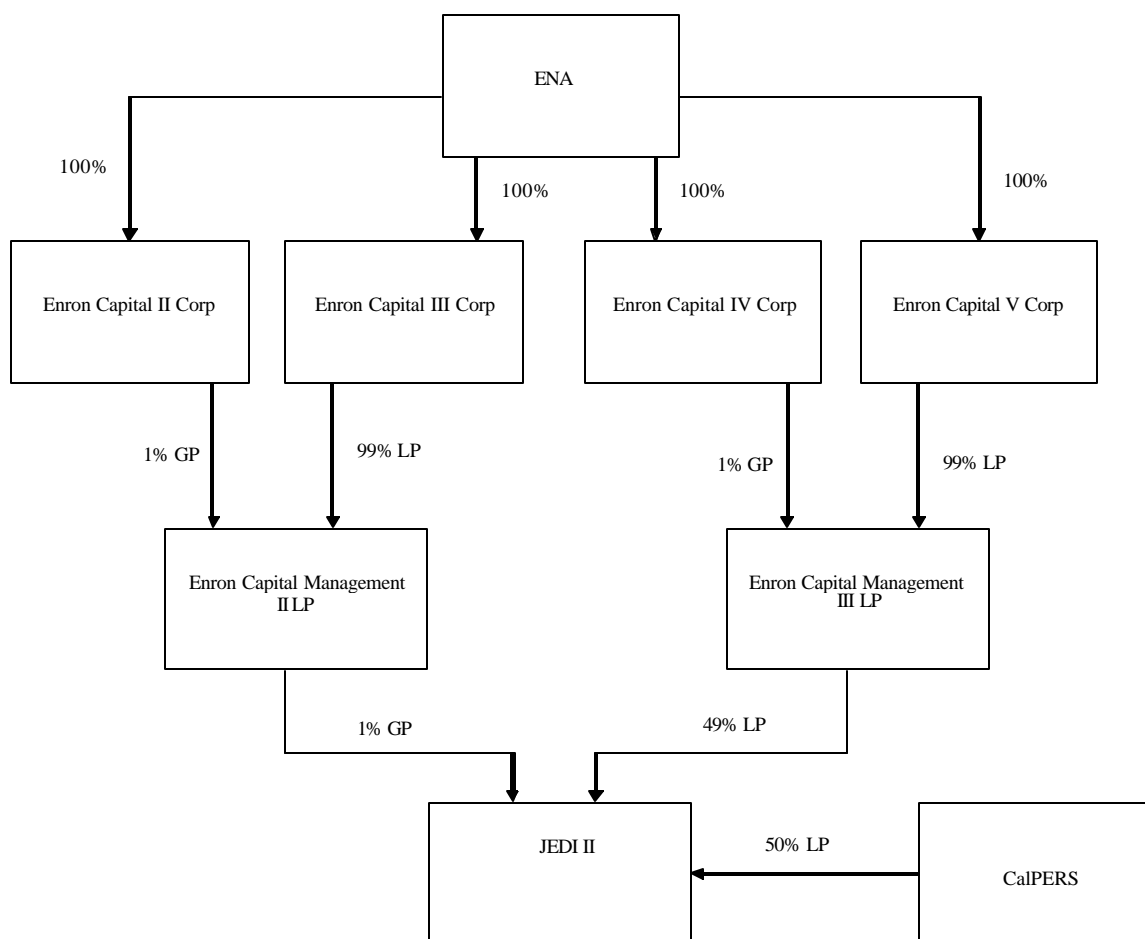 ENA
100%
100%
100%
100%
Enron Capital II Corp
Enron Capital III Corp
Enron Capital IV Corp
Enron Capital V Corp
1% GP
99% LP
1% GP
99% LP
Enron Capital Management
II LP
Enron Capital Management
III LP
1% GP
49% LP
JEDI II
50% LP
CalPERS